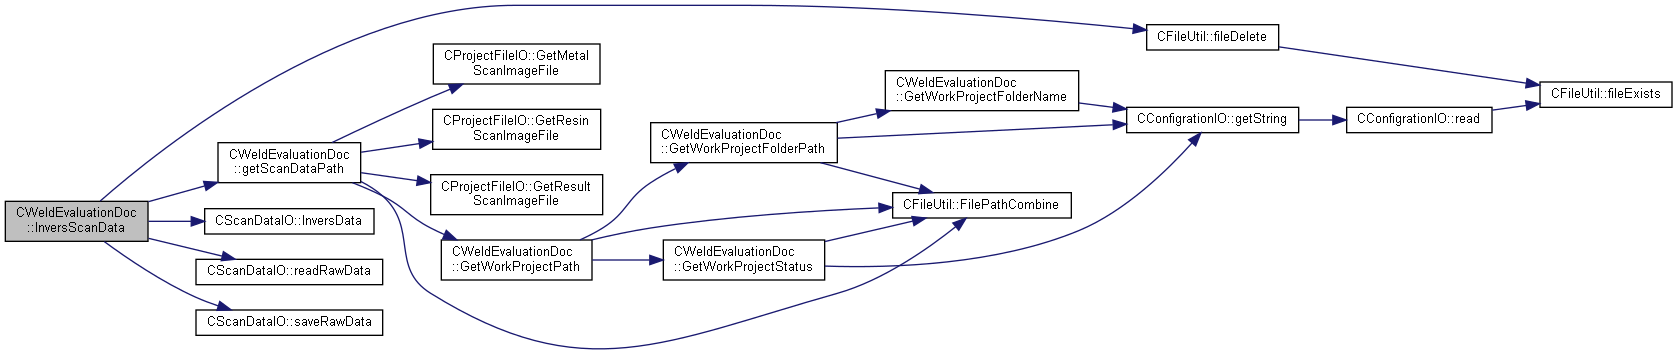 CWeldEvaluationDoc
::InversScanData
CWeldEvaluationDoc
::getScanDataPath
CScanDataIO::InversData
CScanDataIO::readRawData
CScanDataIO::saveRawData
CProjectFileIO::GetMetal
ScanImageFile
CProjectFileIO::GetResin
ScanImageFile
CProjectFileIO::GetResult
ScanImageFile
CWeldEvaluationDoc
::GetWorkProjectPath
CWeldEvaluationDoc
::GetWorkProjectFolderPath
CWeldEvaluationDoc
::GetWorkProjectStatus
CWeldEvaluationDoc
::GetWorkProjectFolderName
CFileUtil::FilePathCombine
CFileUtil::fileDelete
CConfigrationIO::getString
CConfigrationIO::read
CFileUtil::fileExists